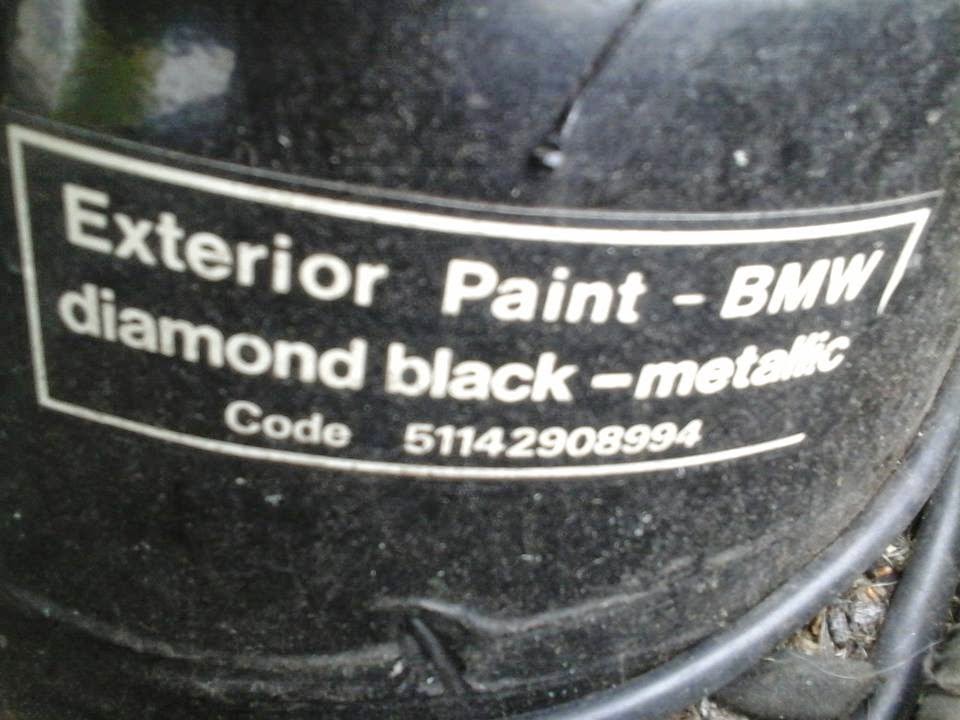 Exterior Paint - BMW
diamond black -metallic
Code 51142908994